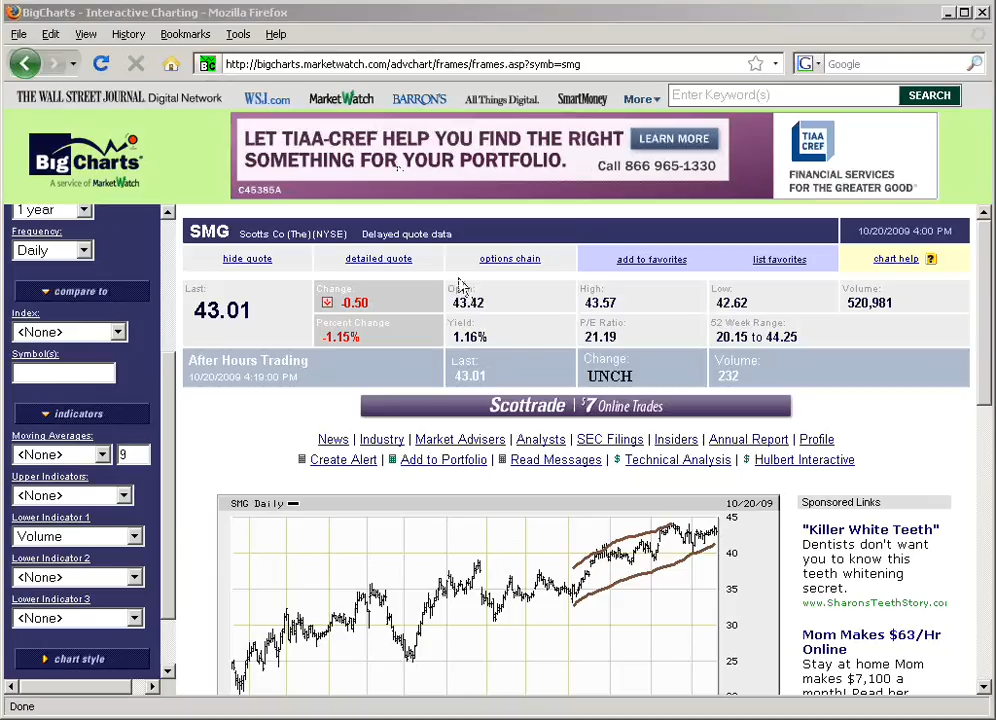 BigCharts - Interactive Charting - Mozilla Firefox
File Edit View History Bookmarks Tools Help
http://bigcharts.marketwatch.com/advchart/frames/frames.asp?symb=smg
Google
THE WALL STREET JOURNAL Digital Network WSJ.com MarketWatch BARRON'S All Things Digital. SmartMoney More Enter Keyword(s) SEARCH
BigCharts
A service of MarketWatch
LET TIAA-CREF HELP YOU FIND THE RIGHT LEARN MORE
SOMETHING FOR YOUR PORTFOLIO. Call 866 965-1330
C45385A
TIAA
CREF
FINANCIAL SERVICES
FOR THE GREATER GOOD®
1 year
Frequency:
Daily
compare to
Index:
<None>
Symbol(s):
indicators
Moving Averages:
<None> 9
Upper Indicators:
<None>
Lower Indicator 1
Volume
Lower Indicator 2
<None>
Lower Indicator 3
<None>
chart style
SMG Scotts Co (The)(NYSE) Delayed quote data 10/20/2009 4:00 PM
hide quote detailed quote options chain add to favorites list favorites chart help ?
Last: Change: High: Low: Volume:
43.01 -0.50 43.42 43.57 42.62 520,981
Percent Change Yield: P/E Ratio: 52 Week Range:
-1.15% 1.16% 21.19 20.15 to 44.25
After Hours Trading Last: Change: Volume:
10/20/2009 4:19:00 PM 43.01 UNCH 232
Scottrade | $7 Online Trades
News | Industry | Market Advisers | Analysts | SEC Filings | Insiders | Annual Report | Profile
Create Alert | Add to Portfolio | Read Messages | $ Technical Analysis | $ Hulbert Interactive
SMG Daily 10/20/09
45
40
35
30
25
20
Sponsored Links
"Killer White Teeth"
Dentists don't want
you to know this
teeth whitening
secret.
www.SharonsTeethStory.co
Mom Makes $63/Hr
Online
Stay at home Mom
makes $7,100 a
month! Read her
Done